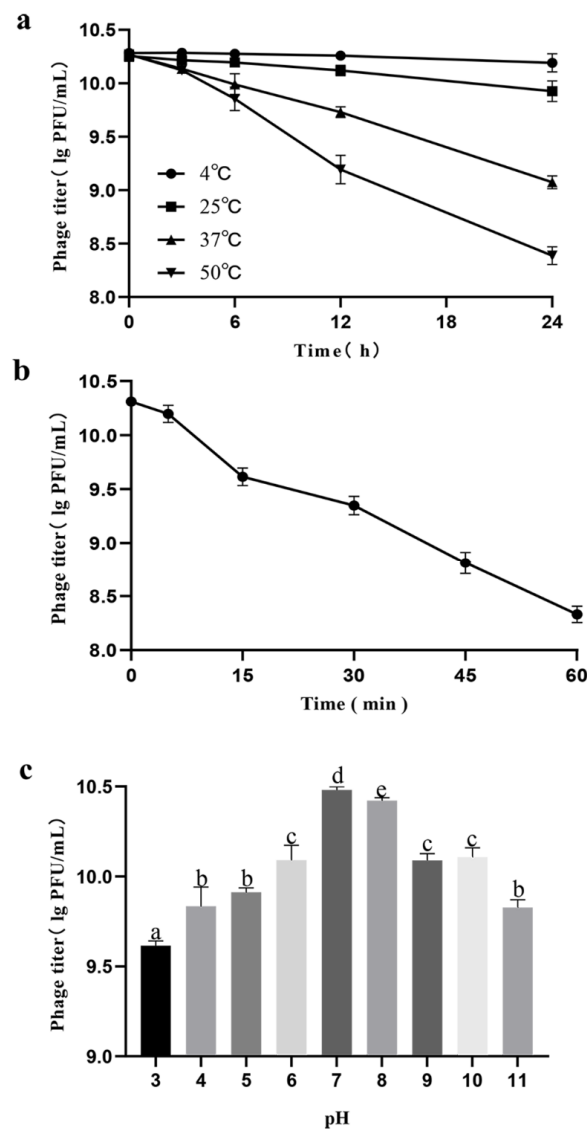 a
Phage titer( lg PFU/mL)
10.5
10.0
9.5
9.0
8.5
8.0
4℃
25℃
37℃
50℃
0 6 12 18 24
Time( h)
b
Phage titer( lg PFU/mL)
10.5
10.0
9.5
9.0
8.5
8.0
0 15 30 45 60
Time ( min )
c
Phage titer( lg PFU/mL)
10.5
10.0
9.5
9.0
a b b c d e c c b
3 4 5 6 7 8 9 10 11
pH